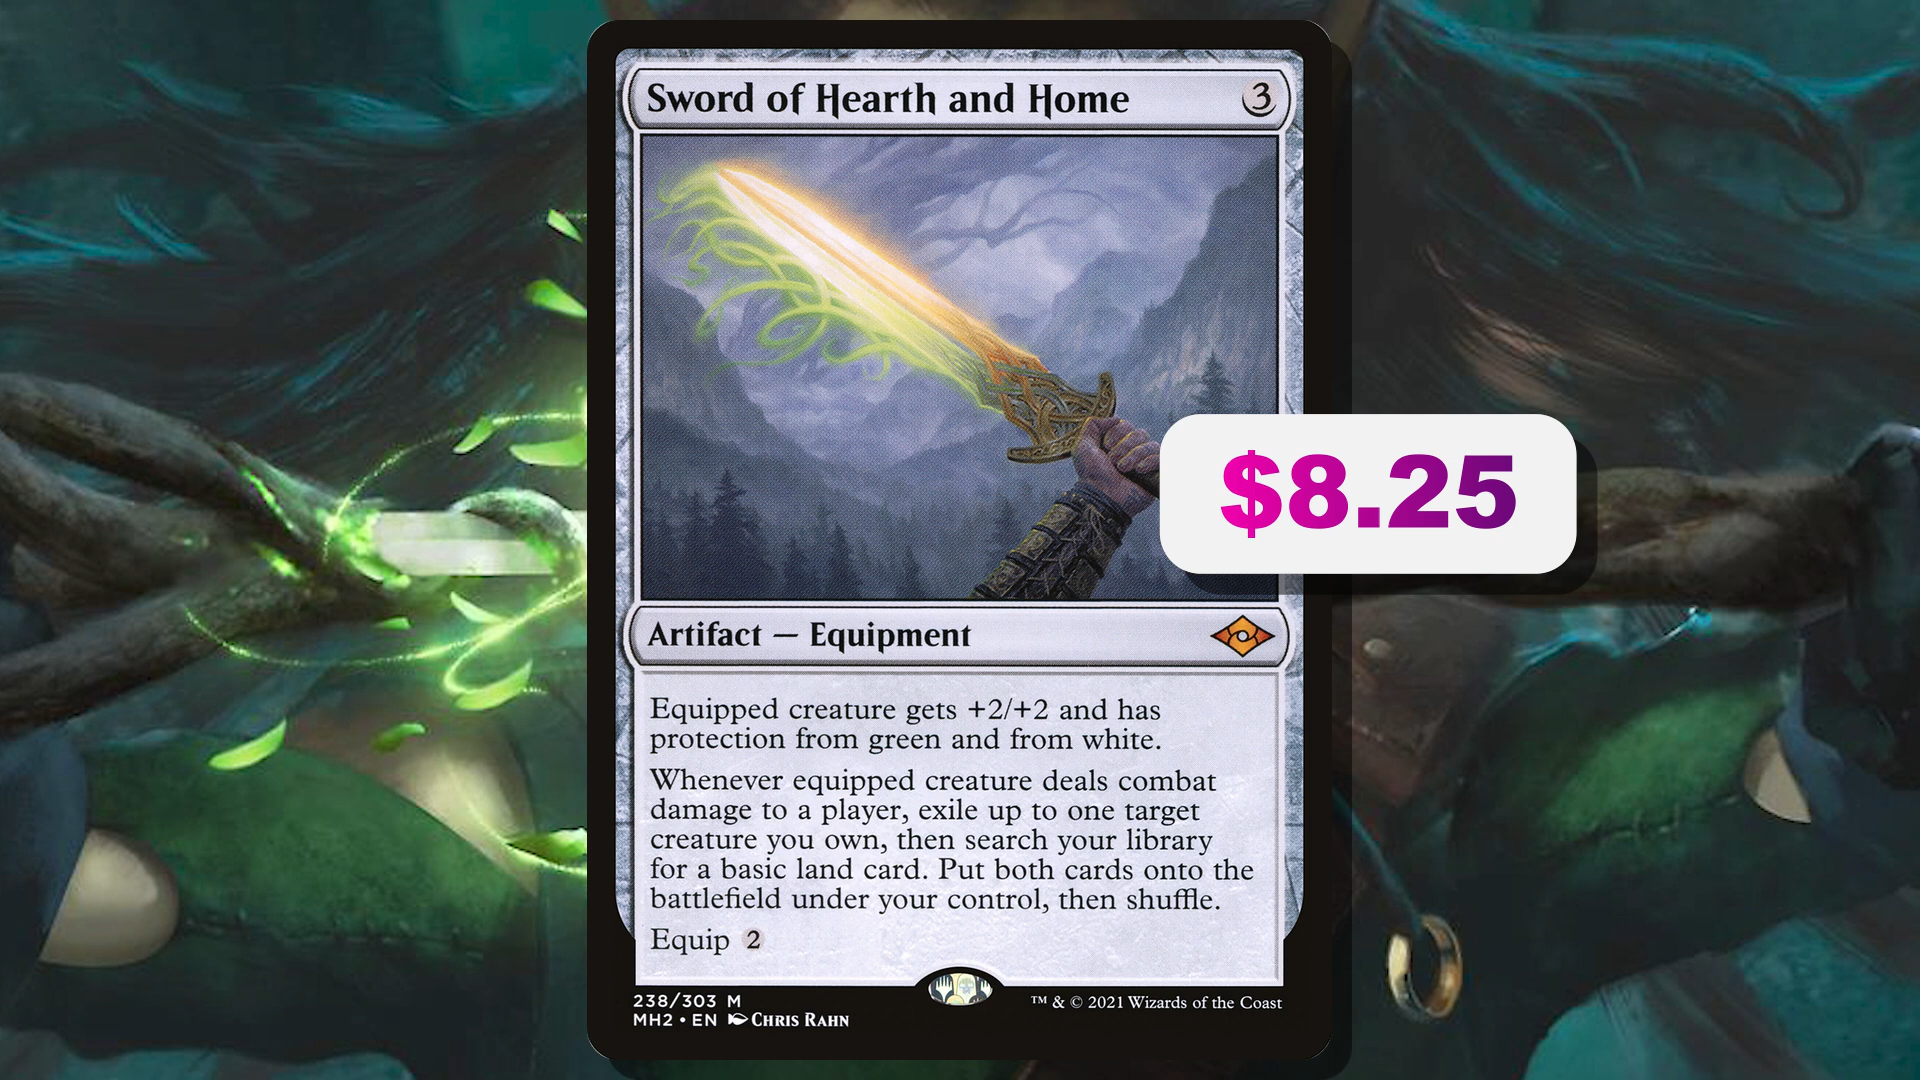 Sword of Hearth and Home 3
$8.25
Artifact — Equipment
Equipped creature gets +2/+2 and has
protection from green and from white.
Whenever equipped creature deals combat
damage to a player, exile up to one target
creature you own, then search your library
for a basic land card. Put both cards onto the
battlefield under your control, then shuffle.
Equip 2
238/303 M
MH2 • EN Chris Rahn
™ & © 2021 Wizards of the Coast